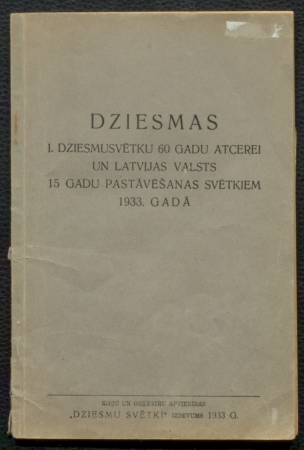 DZIESMAS
I. DZIESMUSVĒTKU 60 GADU ATCEREI
UN LATVIJAS VALSTS
15 GADU PASTĀVĒŠANAS SVĒTKIEM
1933. GADĀ
KORU UN ORĶESTRU APVIENĪBAS
„DZIESMU SVĒTKI" IZDEVUMS 1933 G.